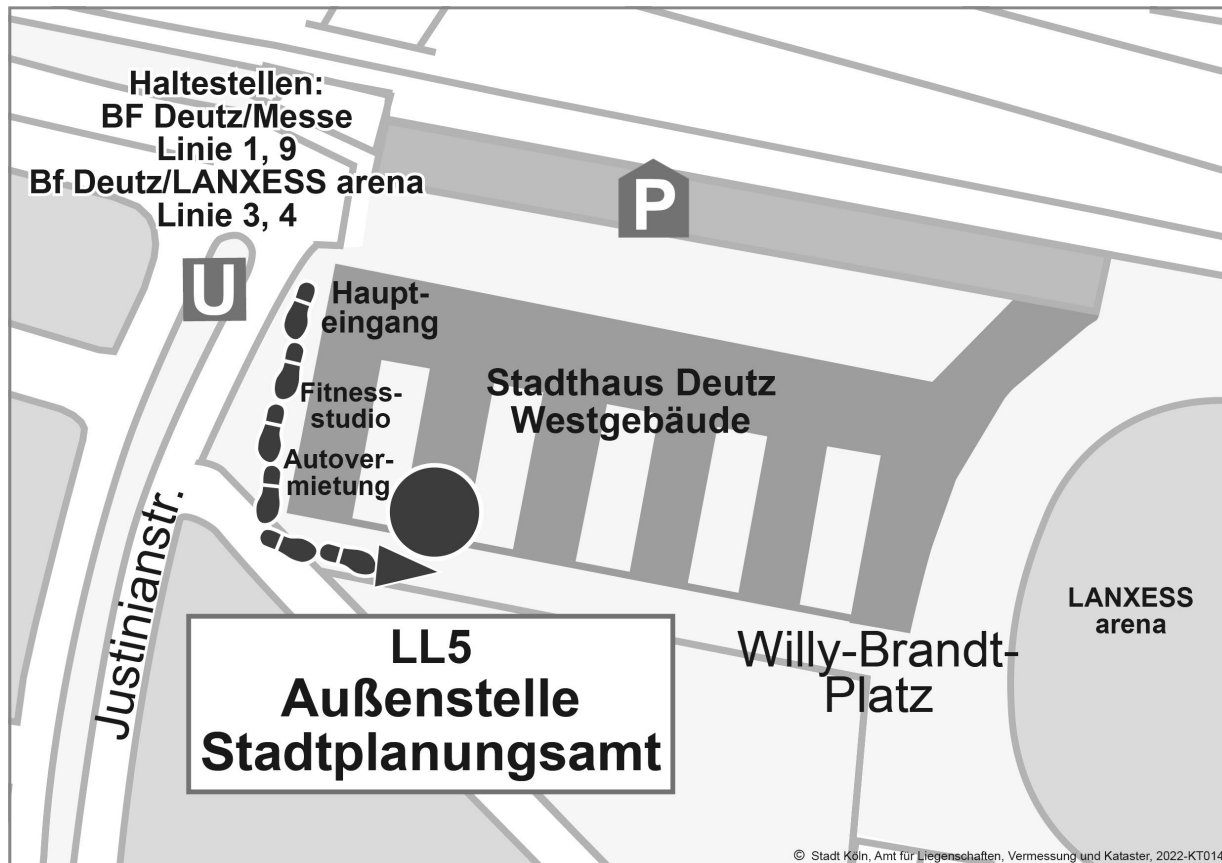 Haltestellen:
BF Deutz/Messe
Linie 1, 9
Bf Deutz/LANXESS arena
Linie 3, 4
P
U
Haupt-
eingang
Fitness-
studio
Autover-
mietung
Stadthaus Deutz
Westgebäude
Justinianstr.
LANXESS
arena
Willy-Brandt-
Platz
LL5
Außenstelle
Stadtplanungsamt
© Stadt Köln, Amt für Liegenschaften, Vermessung und Kataster, 2022-KT014